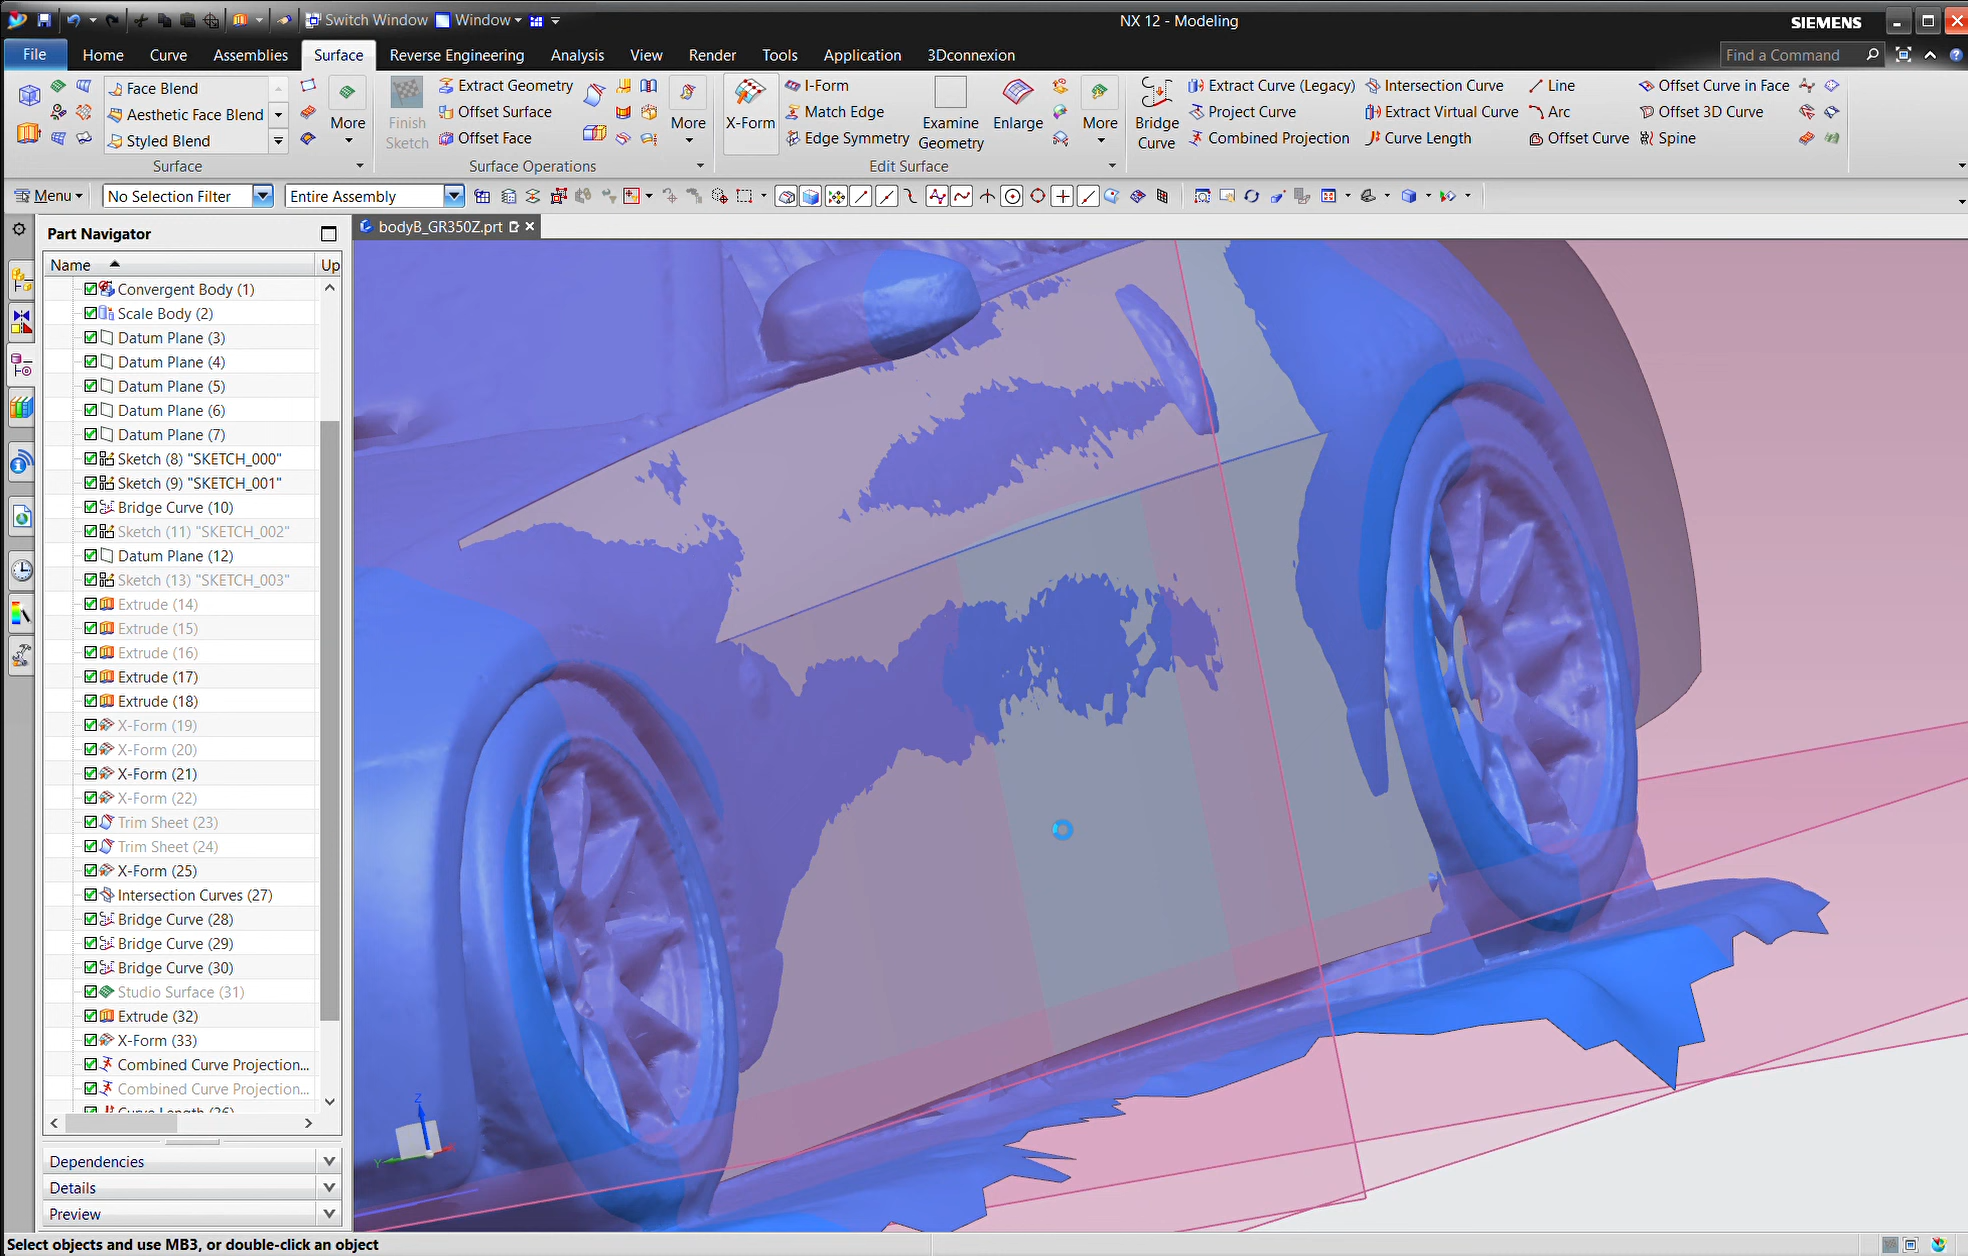 Switch Window Window NX 12 - Modeling SIEMENS
File Home Curve Assemblies Surface Reverse Engineering Analysis View Render Tools Application 3Dconnexion Find a Command
Face Blend
Aesthetic Face Blend
Styled Blend
More
Surface
Finish Sketch
Extract Geometry
Offset Surface
Offset Face
More
Surface Operations
X-Form
I-Form
Match Edge
Edge Symmetry
Examine Geometry
Enlarge
More
Edit Surface
Bridge Curve
Extract Curve (Legacy)
Project Curve
Combined Projection
Intersection Curve
Extract Virtual Curve
Curve Length
Line
Arc
Offset Curve
Offset Curve in Face
Offset 3D Curve
Spine
Menu No Selection Filter Entire Assembly
Part Navigator
bodyB_GR350Z.prt
Name Up
Convergent Body (1)
Scale Body (2)
Datum Plane (3)
Datum Plane (4)
Datum Plane (5)
Datum Plane (6)
Datum Plane (7)
Sketch (8) "SKETCH_000"
Sketch (9) "SKETCH_001"
Bridge Curve (10)
Sketch (11) "SKETCH_002"
Datum Plane (12)
Sketch (13) "SKETCH_003"
Extrude (14)
Extrude (15)
Extrude (16)
Extrude (17)
Extrude (18)
X-Form (19)
X-Form (20)
X-Form (21)
X-Form (22)
Trim Sheet (23)
Trim Sheet (24)
X-Form (25)
Intersection Curves (27)
Bridge Curve (28)
Bridge Curve (29)
Bridge Curve (30)
Studio Surface (31)
Extrude (32)
X-Form (33)
Combined Curve Projection...
Combined Curve Projection...
Curve Length (36)
Z
Y
Dependencies
Details
Preview
Select objects and use MB3, or double-click an object